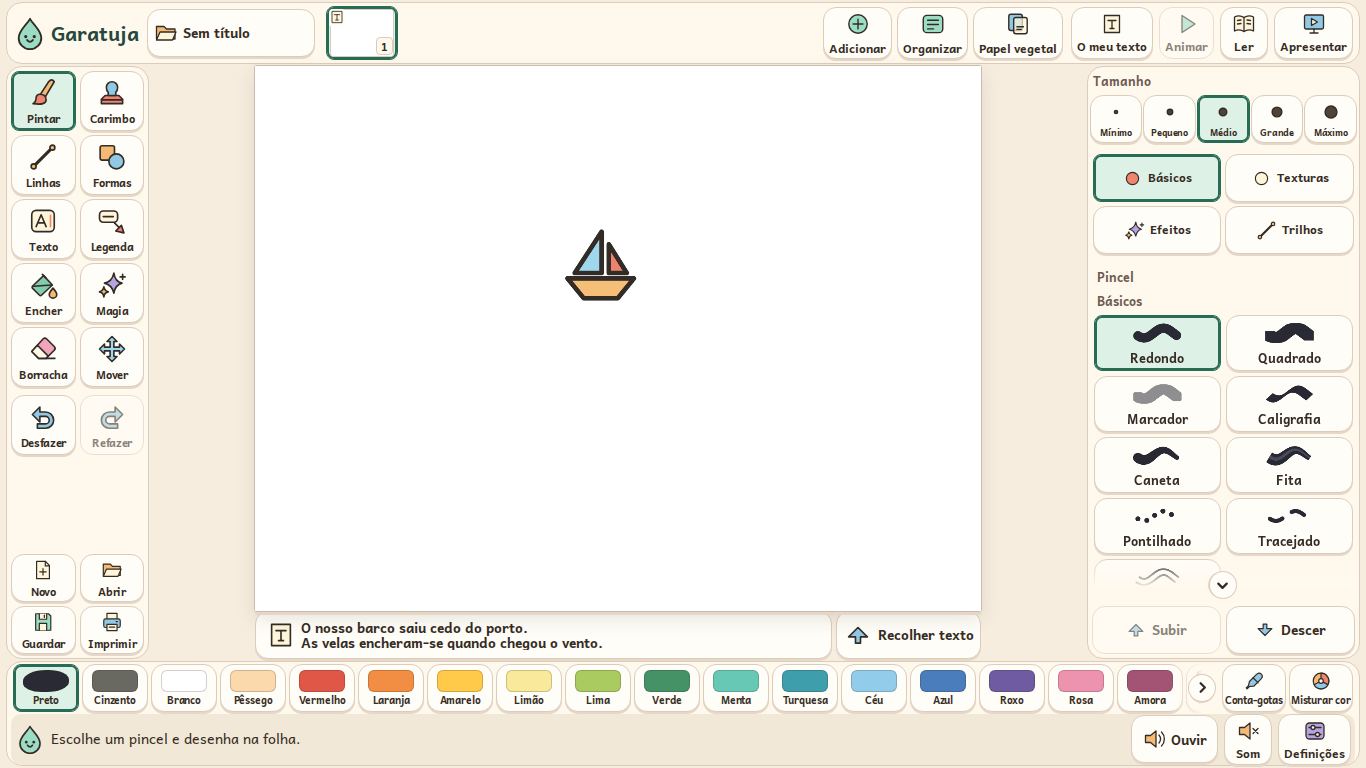 Garatuja
Sem título
1
Adicionar
Organizar
Papel vegetal
O meu texto
Animar
Ler
Apresentar
Pintar
Carimbo
Linhas
Formas
Texto
Legenda
Encher
Magia
Borracha
Mover
Desfazer
Refazer
Novo
Abrir
Guardar
Imprimir
Tamanho
Mínimo
Pequeno
Médio
Grande
Máximo
Básicos
Texturas
Efeitos
Trilhos
Pincel
Básicos
Redondo
Quadrado
Marcador
Caligrafia
Caneta
Fita
Pontilhado
Tracejado
Subir
Descer
O nosso barco saiu cedo do porto.
As velas encheram-se quando chegou o vento.
Recolher texto
Preto
Cinzento
Branco
Pêssego
Vermelho
Laranja
Amarelo
Limão
Lima
Verde
Menta
Turquesa
Céu
Azul
Roxo
Rosa
Amora
Conta-gotas
Misturar cor
Escolhe um pincel e desenha na folha.
Ouvir
Som
Definições